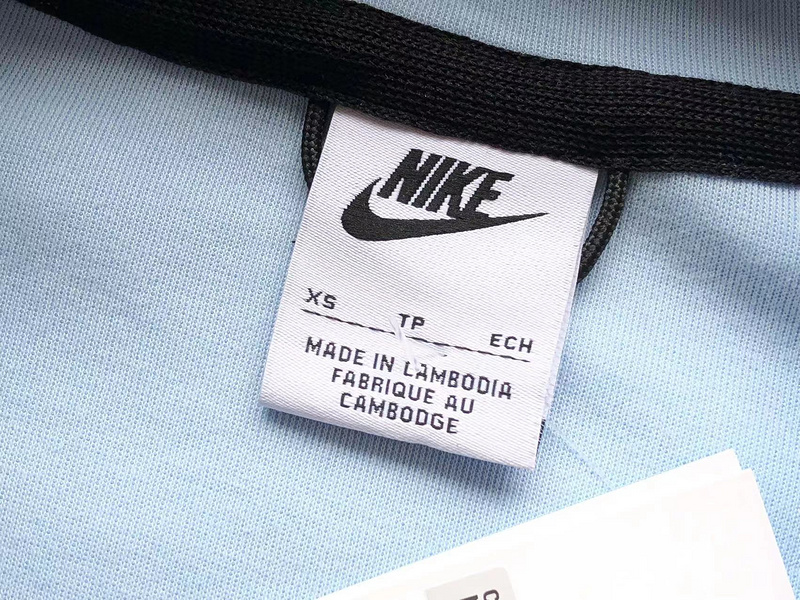 NIKE
XS TP ECH
MADE IN CAMBODIA
FABRIQUE AU
CAMBODGE